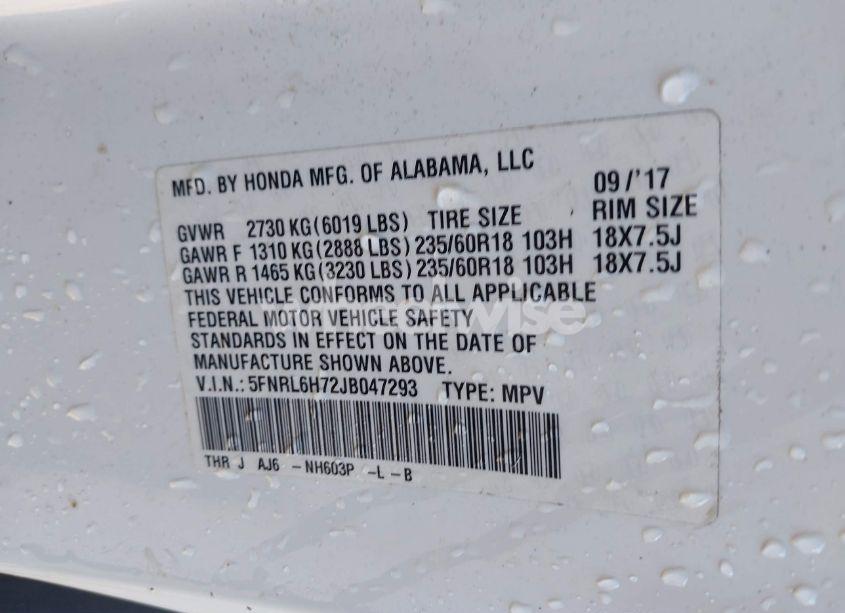 MFD. BY HONDA MFG. OF ALABAMA, LLC 09/'17
GVWR 2730 KG(6019 LBS) TIRE SIZE RIM SIZE
GAWR F 1310 KG(2888 LBS) 235/60R18 103H 18X7.5J
GAWR R 1465 KG(3230 LBS) 235/60R18 103H 18X7.5J
THIS VEHICLE CONFORMS TO ALL APPLICABLE
FEDERAL MOTOR VEHICLE SAFETY
STANDARDS IN EFFECT ON THE DATE OF
MANUFACTURE SHOWN ABOVE.
V.I.N.: 5FNRL6H72JB047293 TYPE: MPV
THR J AJ6 -NH603P -L-B